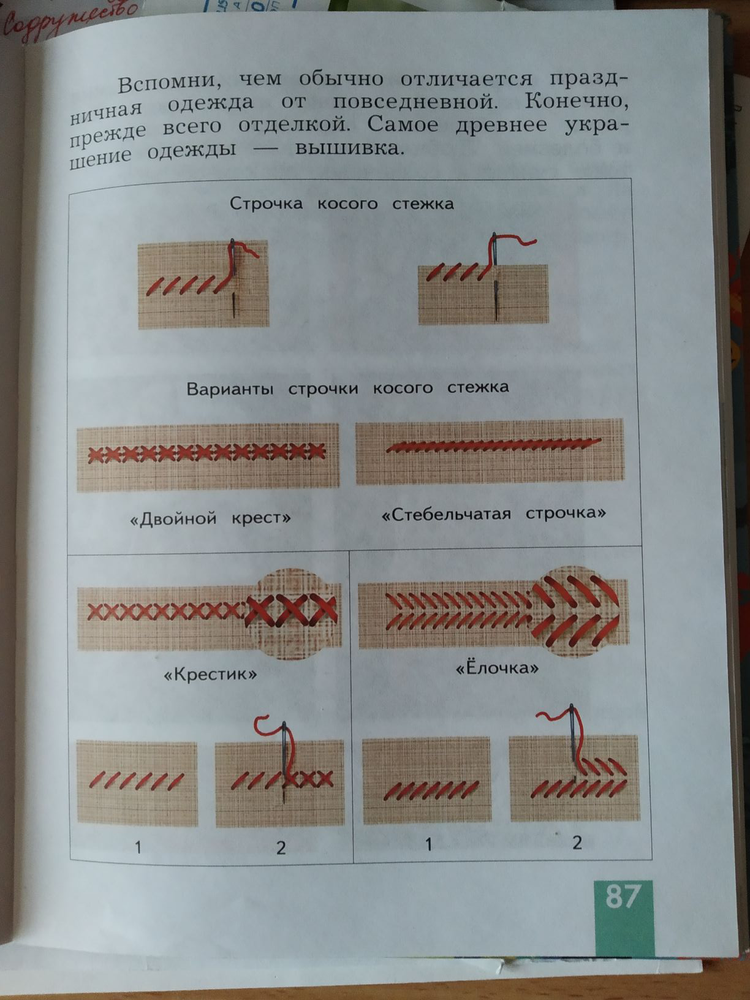 Содружество
Вспомни, чем обычно отличается празд-
ничная одежда от повседневной. Конечно,
прежде всего отделкой. Самое древнее укра-
шение одежды — вышивка.
Строчка косого стежка
Варианты строчки косого стежка
«Двойной крест» «Стебельчатая строчка»
«Крестик» «Ёлочка»
1 2 1 2
87